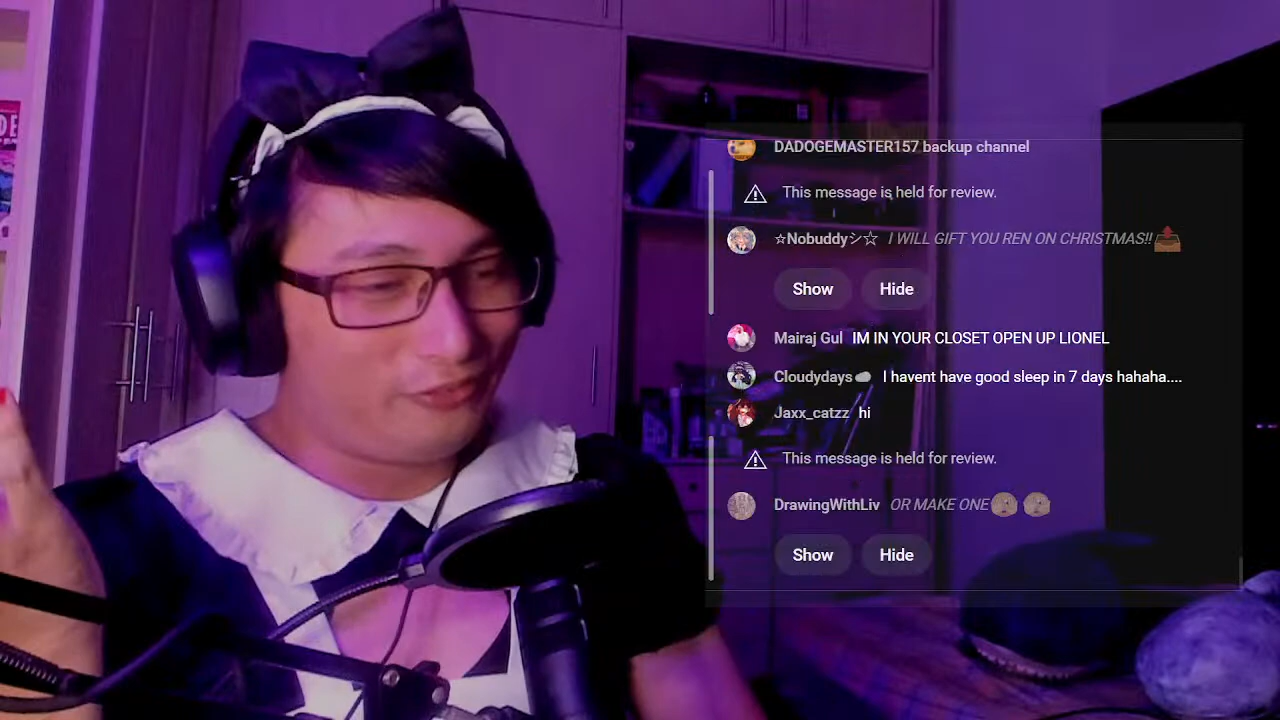 DE
DADOGEMASTER157 backup channel
This message is held for review.
☆Nobuddyシ☆ I WILL GIFT YOU REN ON CHRISTMAS!!
Show Hide
Mairaj Gul IM IN YOUR CLOSET OPEN UP LIONEL
Cloudydays☁ I havent have good sleep in 7 days hahaha....
Jaxx_catzz hi
This message is held for review.
DrawingWithLiv OR MAKE ONE
Show Hide